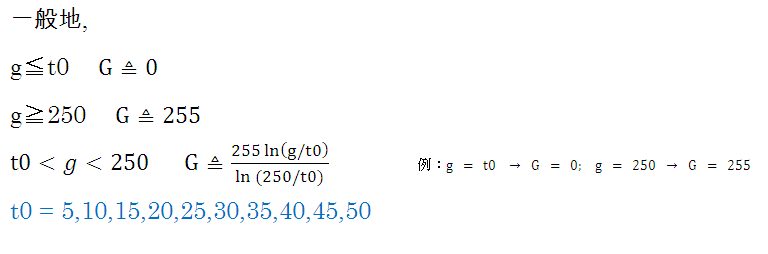 一般地,
g≦t0 G ≜ 0
g≧250 G ≜ 255
t0 < g < 250 G ≜ 255 ln(g/t0) / ln (250/t0) 例：g = t0 → G = 0; g = 250 → G = 255
t0 = 5,10,15,20,25,30,35,40,45,50